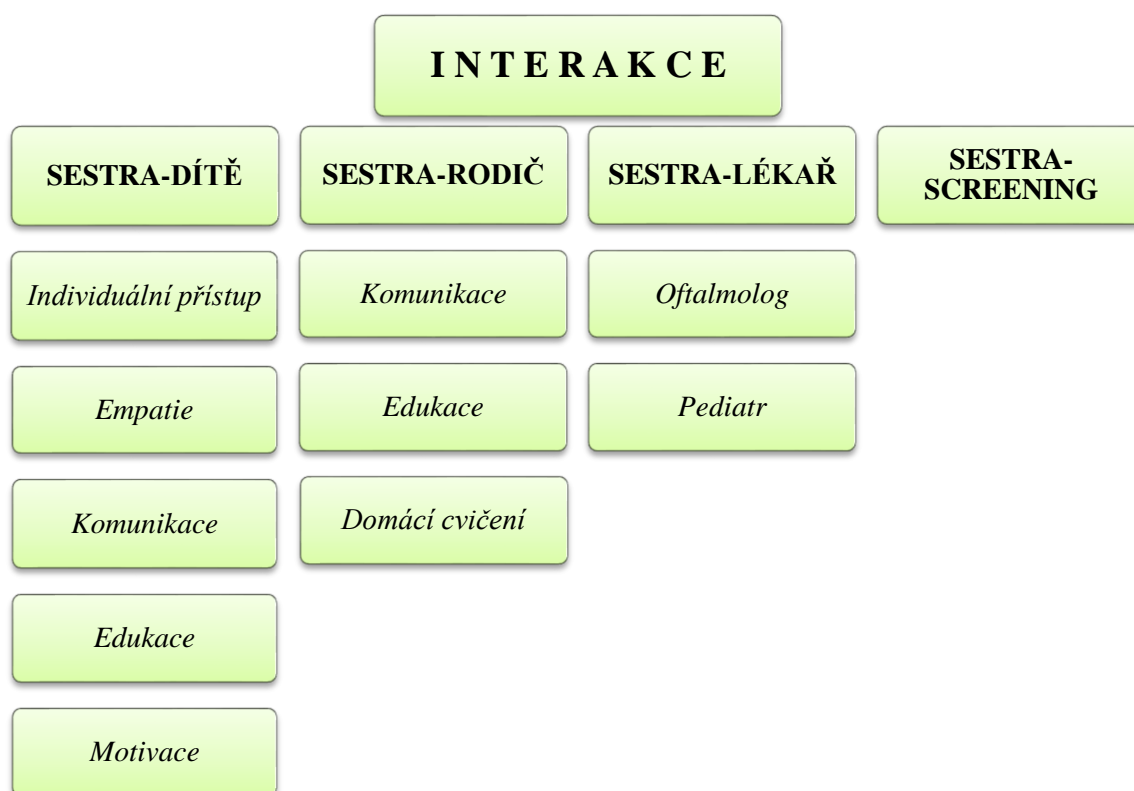 I N T E R A K C E
SESTRA-DÍTĚ
Individuální přístup
Empatie
Komunikace
Edukace
Motivace
SESTRA-RODIČ
Komunikace
Edukace
Domácí cvičení
SESTRA-LÉKAŘ
Oftalmolog
Pediatr
SESTRA-
SCREENING